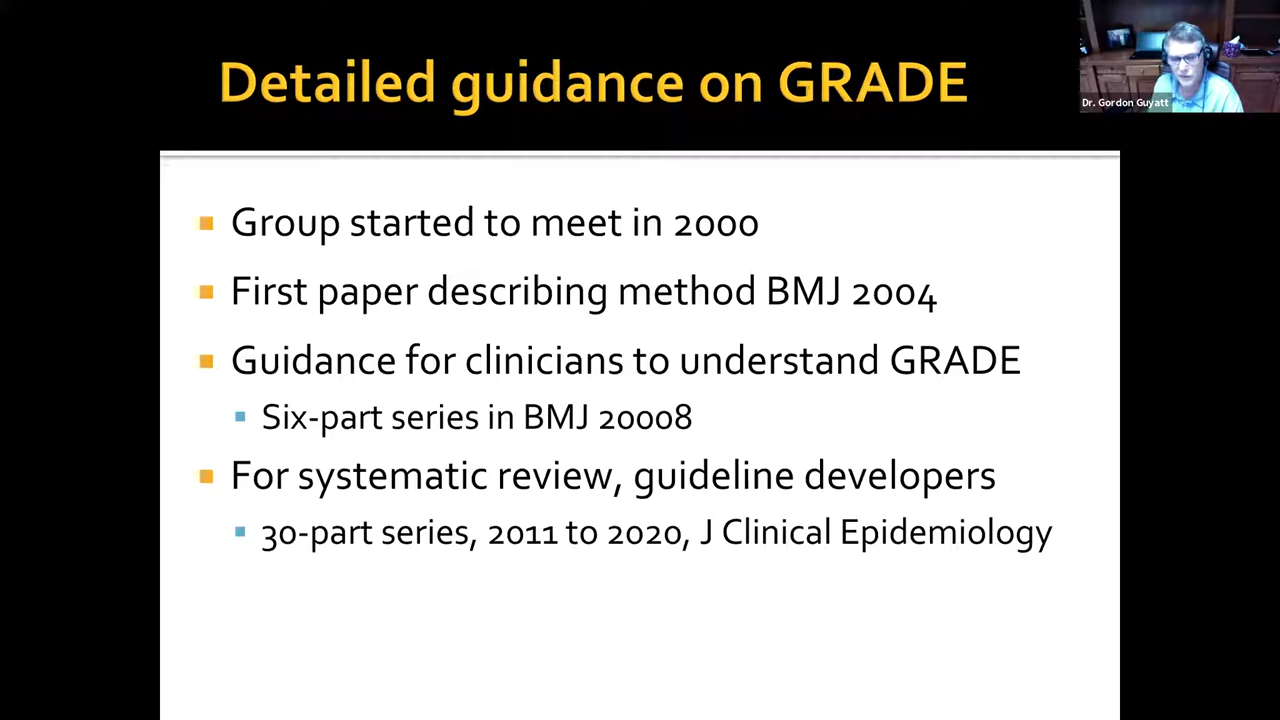 Detailed guidance on GRADE
Dr. Gordon Guyatt
Group started to meet in 2000
First paper describing method BMJ 2004
Guidance for clinicians to understand GRADE
Six-part series in BMJ 20008
For systematic review, guideline developers
30-part series, 2011 to 2020, J Clinical Epidemiology